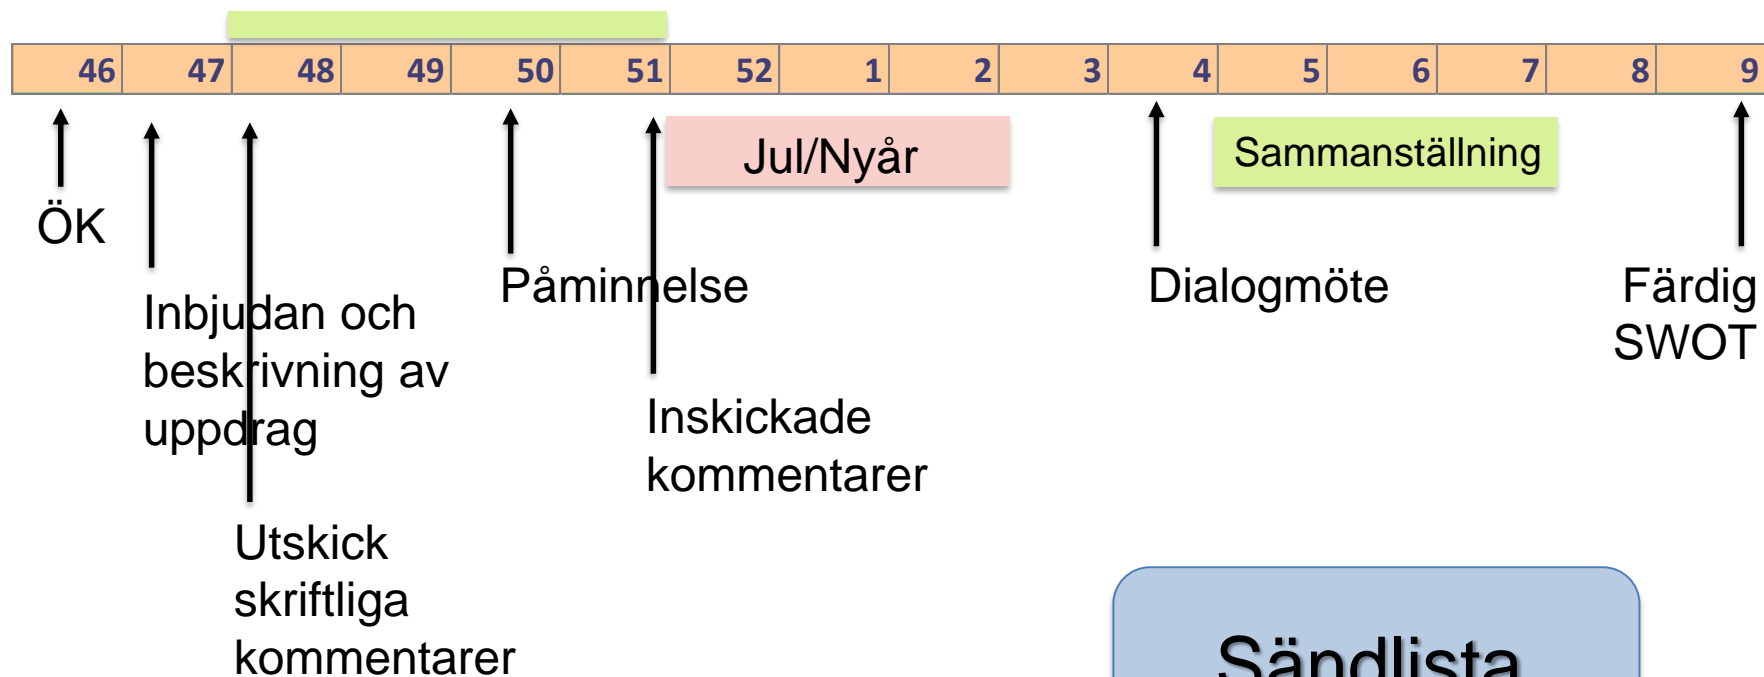 46 47 48 49 50 51 52 1 2 3 4 5 6 7 8 9
Jul/Nyår
Sammanställning
ÖK
Inbjudan och
beskrivning av
uppdrag
Påminnelse
Dialogmöte
Färdig
SWOT
Inskickade
kommentarer
Utskick
skriftliga
kommentarer
Sändlista